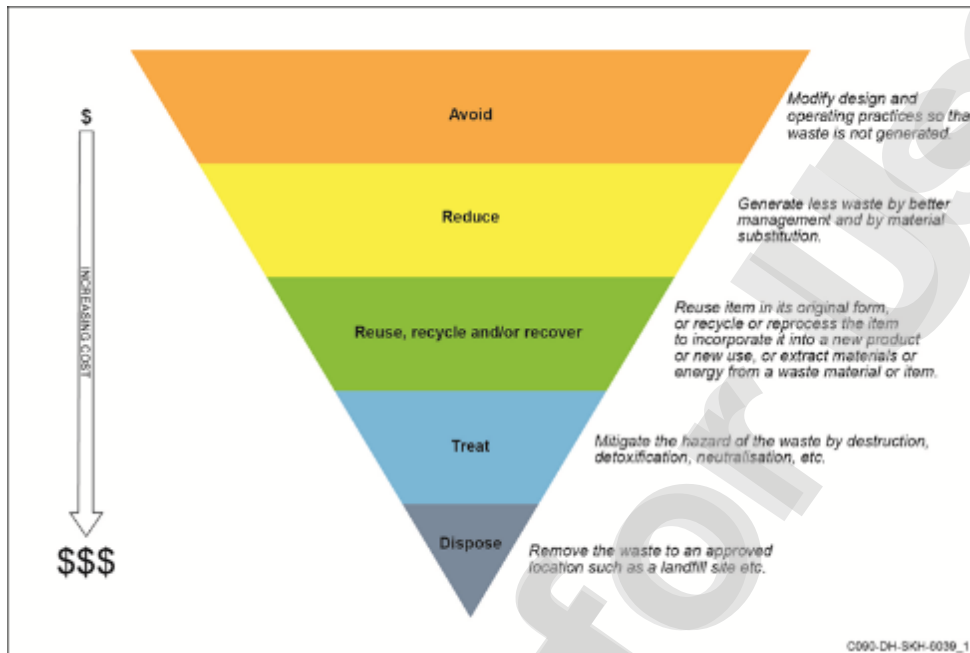 Avoid
Modify design and
operating practices so tha
waste is not generated.
$
Reduce
Generate less waste by better
management and by material
substitution.
INCREASING COST
Reuse, recycle and/or recover
Reuse item in its original form,
or recycle or reprocess the item
to incorporate it into a new product
or new use, or extract materials or
energy from a waste material or item.
Treat
Mitigate the hazard of the waste by destruction,
detoxification, neutralisation, etc.
$$$
Dispose
Remove the waste to an approved
location such as a landfill site etc.
for Us
C090-DH-SKH-6039_1